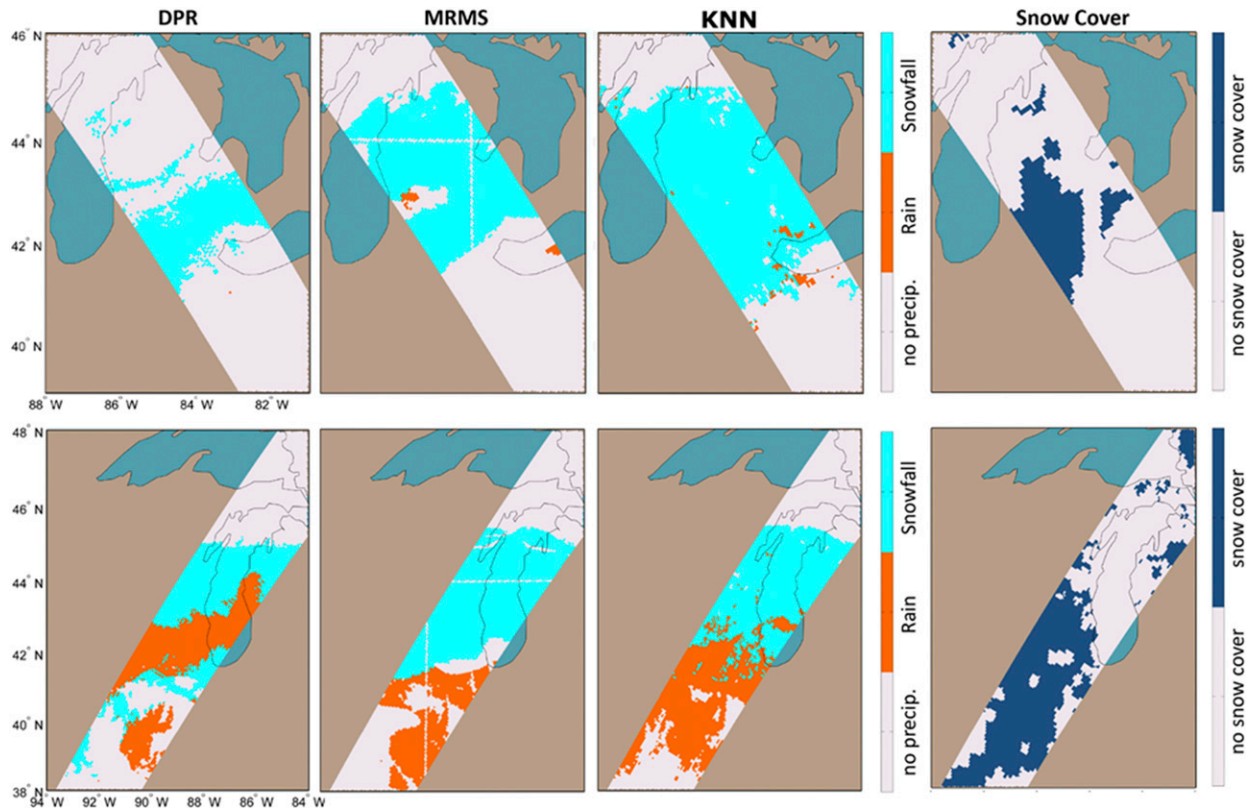 DPR MRMS KNN Snow Cover
46° N
44° N
42° N
40° N
88° W 86° W 84° W 82° W
no precip. Rain Snowfall
no snow cover snow cover
48° N
46° N
44° N
42° N
40° N
38° N
94° W 92° W 90° W 86° W 84° W
no precip. Rain Snowfall
no snow cover snow cover